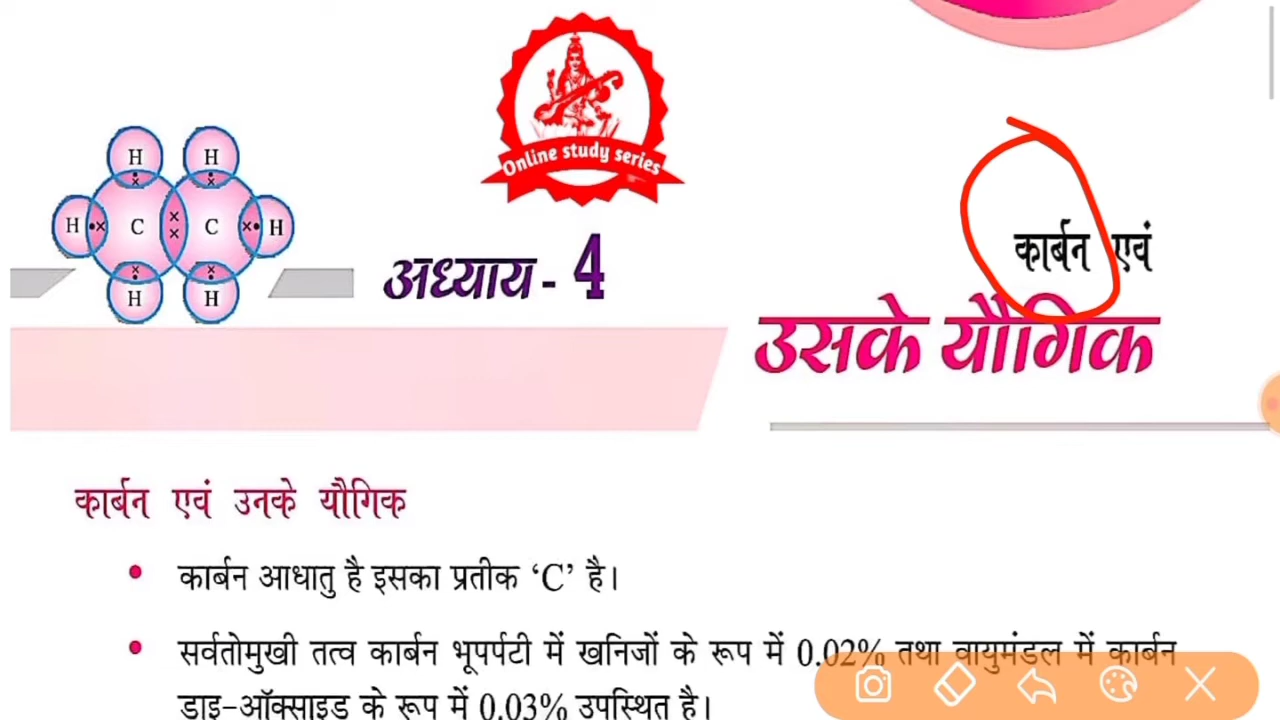 Online study series
H H
H C C H
H H
अध्याय - 4
कार्बन एवं
उसके यौगिक
कार्बन एवं उनके यौगिक
• कार्बन आधातु है इसका प्रतीक ‘C’ है।
• सर्वतोमुखी तत्व कार्बन भूपर्पटी में खनिजों के रूप में 0.02% तथा वायुमंडल में कार्बन
डाइ-ऑक्साइड के रूप में 0.03% उपस्थित है।